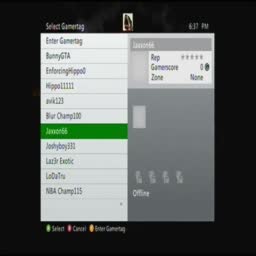 Select Gamertag
6:37 PM
Enter Gamertag
BunnyGTA
EnforcingHippo0
Hippo11111
avik123
Blur Champ100
Jaxxon66
Joshyboy331
Laz3r Exotic
LoDaTru
NBA Champ115
Jaxxon66
Rep
Gamerscore 0
Zone None
Offline
Select Cancel Enter Gamertag